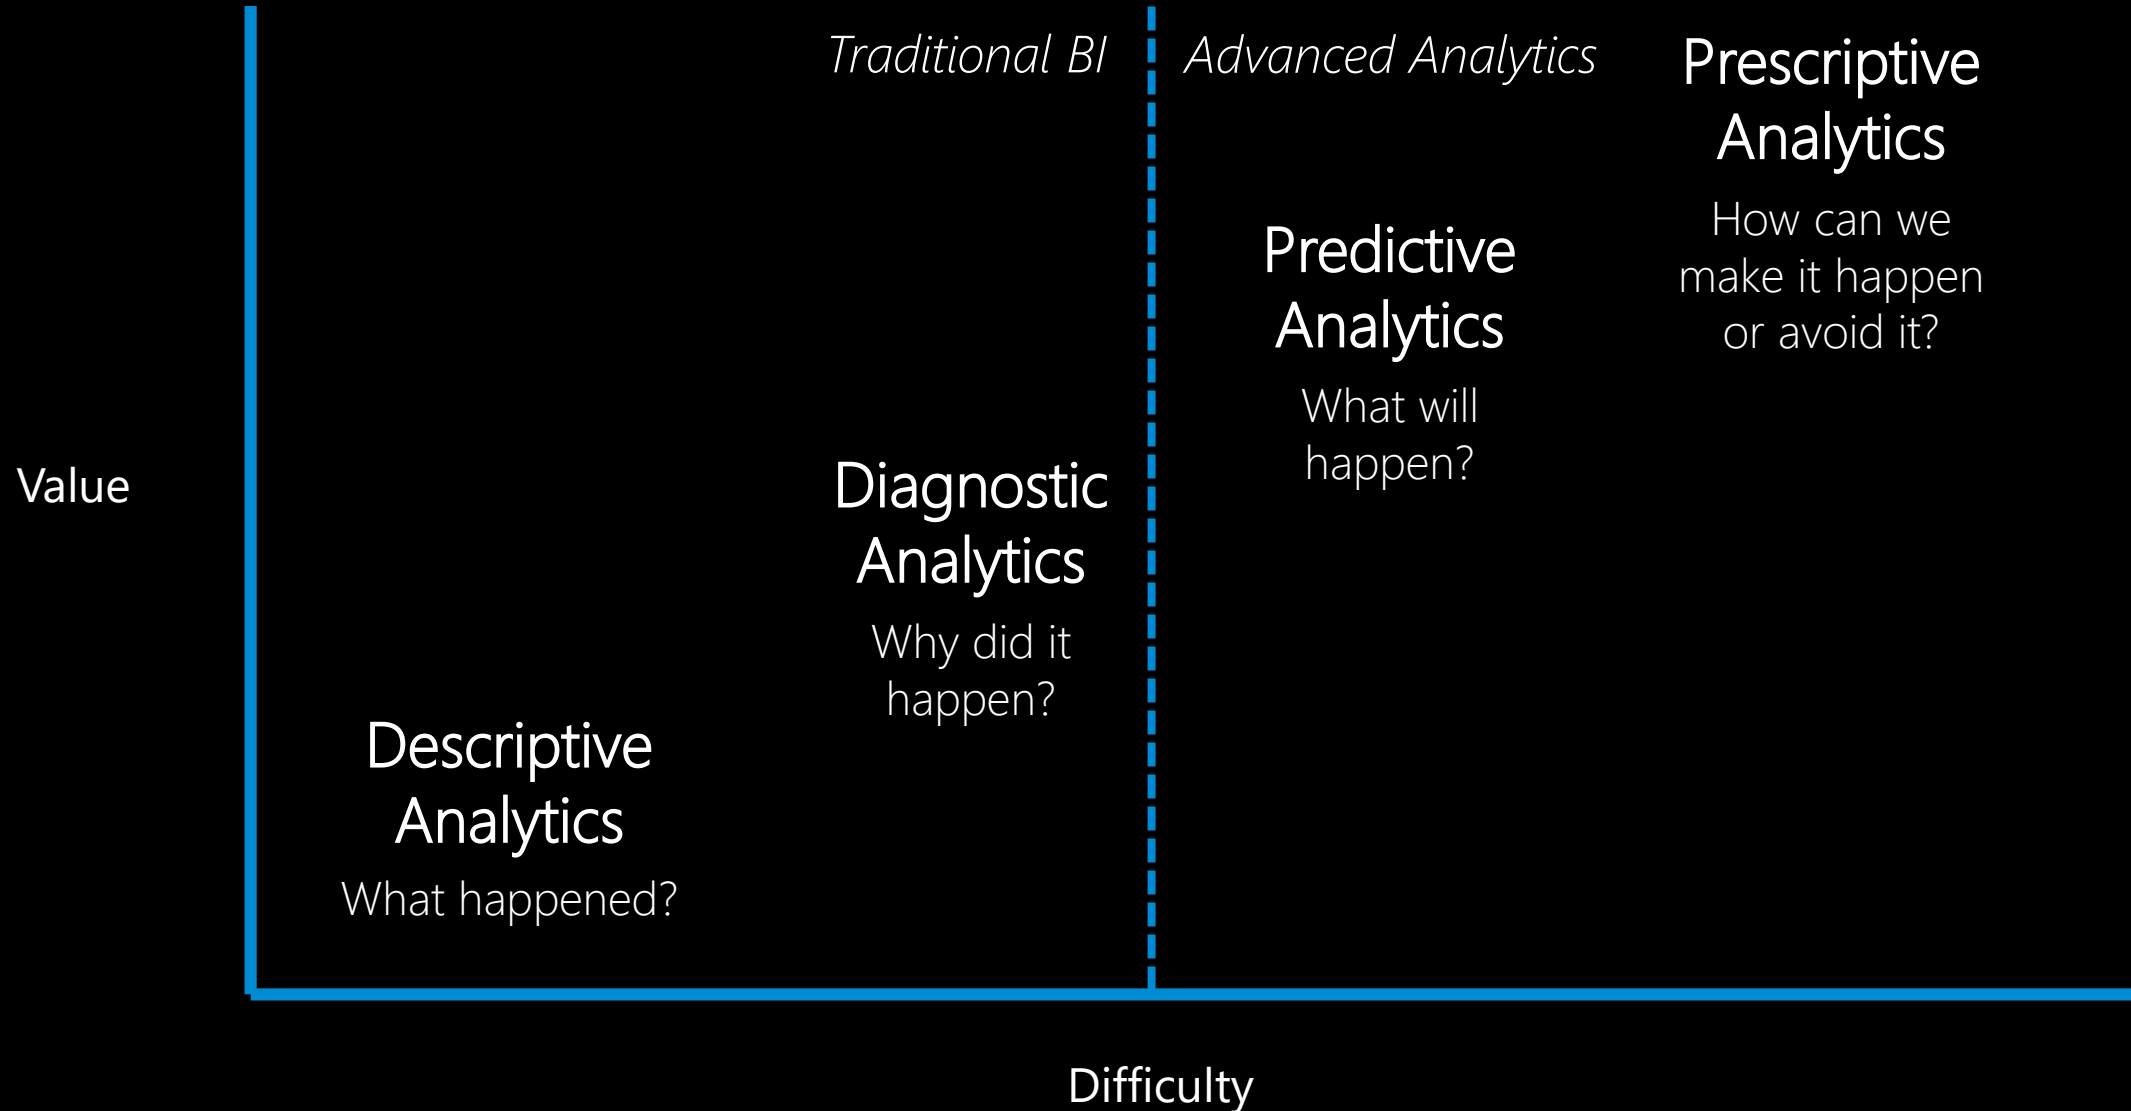 Traditional BI
Advanced Analytics
Prescriptive
Analytics
How can we
make it happen
or avoid it?
Predictive
Analytics
What will
happen?
Value
Diagnostic
Analytics
Why did it
happen?
Descriptive
Analytics
What happened?
Difficulty